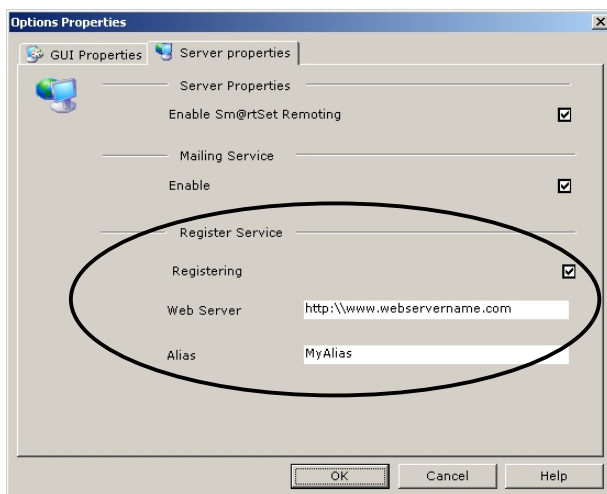 Options Properties
GUI Properties
Server properties
Server Properties
Enable Sm@rtSet Remoting
Mailing Service
Enable
Register Service
Registering
Web Server http:\\www.webservername.com
Alias MyAlias
OK Cancel Help